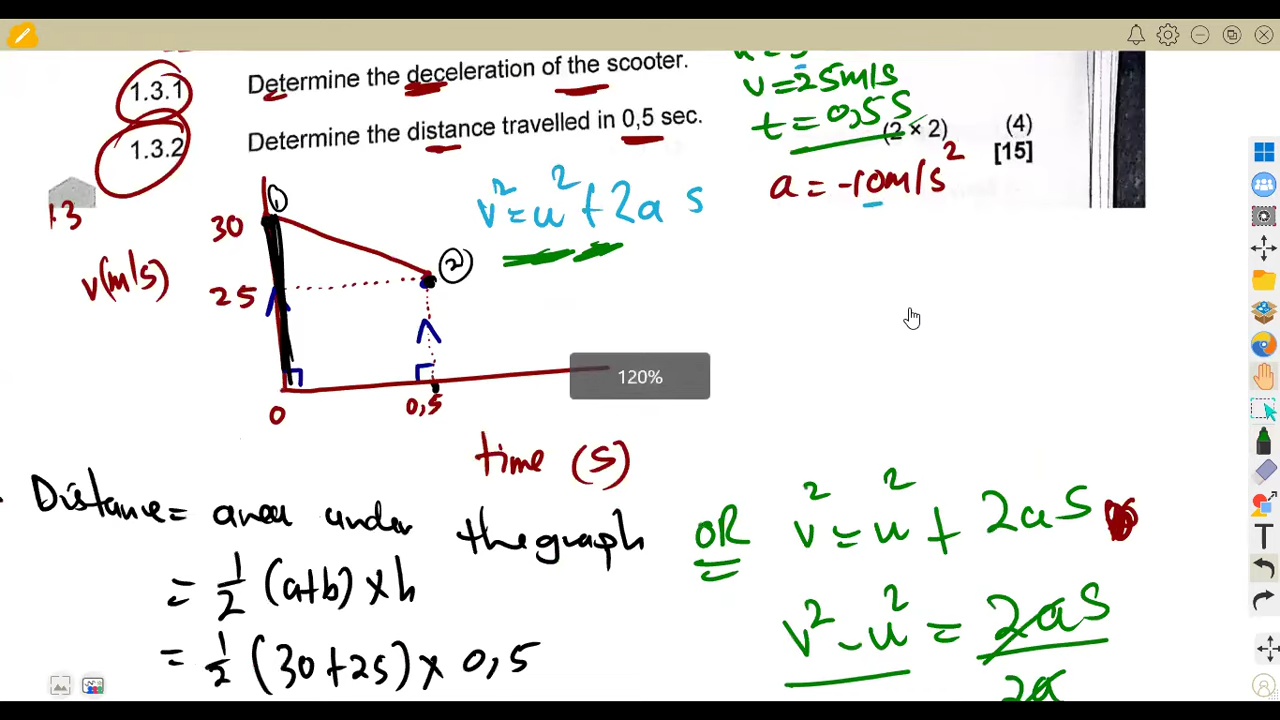 1.3.1 Determine the deceleration of the scooter.
v=25m/s
t=0,5s
1.3.2 Determine the distance travelled in 0,5 sec.
(2 × 2) (4)
[15]
a = -10m/s²
v²=u²+2a s
1
30
2
v(m/s)
25
120%
0
0,5
time (s)
Distance= area under the graph
= 1/2 (a+b) × h
= 1/2 (30+25) × 0,5
OR v²=u²+ 2as
v²-u² = 2as
2a